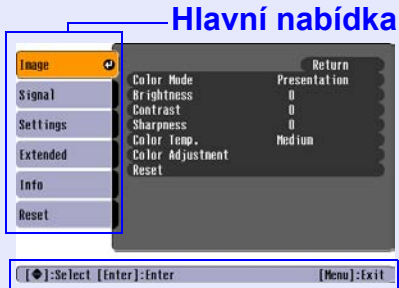 Hlavní nabídka
Image
Signal
Settings
Extended
Info
Reset
Return
Color Mode Presentation
Brightness 0
Contrast 0
Sharpness 0
Color Temp. Medium
Color Adjustment
Reset
[◆]:Select [Enter]:Enter [Menu]:Exit